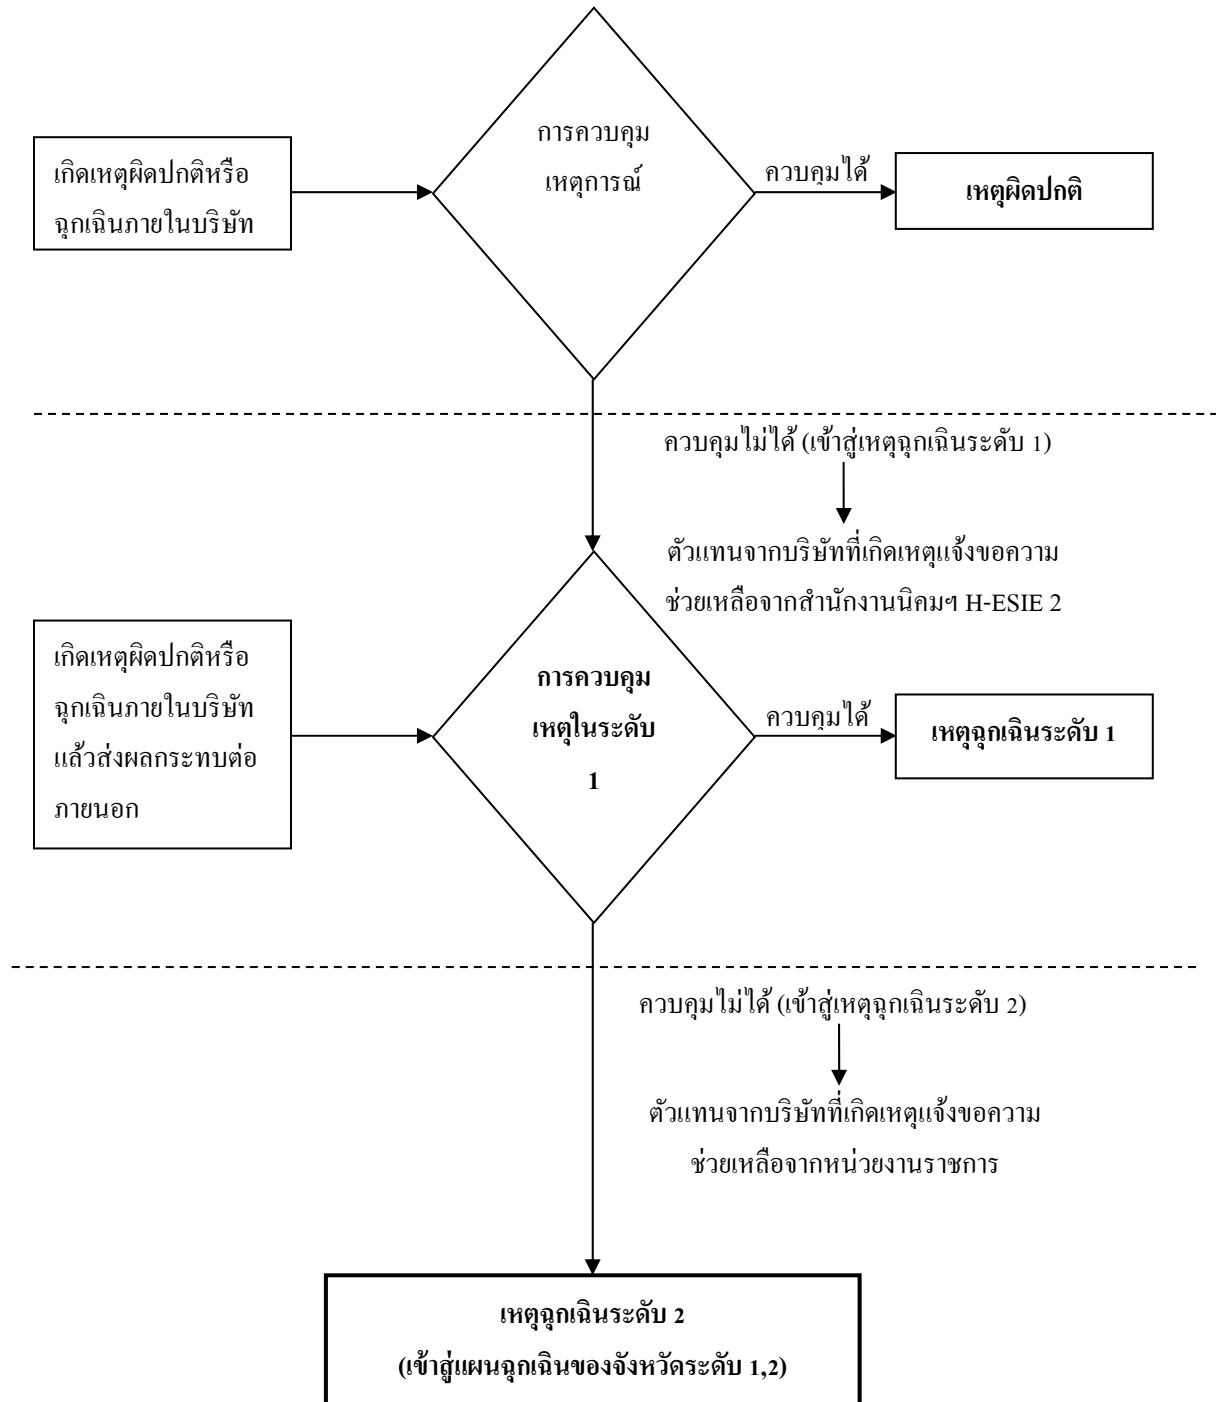 การควบคุม
เหตุการณ์
เกิดเหตุผิดปกติหรือ
ฉุกเฉินภายในบริษัท
ควบคุมได้
เหตุผิดปกติ
ควบคุมไม่ได้ (เข้าสู่เหตุฉุกเฉินระดับ 1)
ตัวแทนจากบริษัทที่เกิดเหตุแจ้งขอความ
ช่วยเหลือจากสำนักงานนิคมฯ H-ESIE 2
เกิดเหตุผิดปกติหรือ
ฉุกเฉินภายในบริษัท
แล้วส่งผลกระทบต่อ
ภายนอก
การควบคุม
เหตุในระดับ
1
ควบคุมได้
เหตุฉุกเฉินระดับ 1
ควบคุมไม่ได้ (เข้าสู่เหตุฉุกเฉินระดับ 2)
ตัวแทนจากบริษัทที่เกิดเหตุแจ้งขอความ
ช่วยเหลือจากหน่วยงานราชการ
เหตุฉุกเฉินระดับ 2
(เข้าสู่แผนฉุกเฉินของจังหวัดระดับ 1,2)